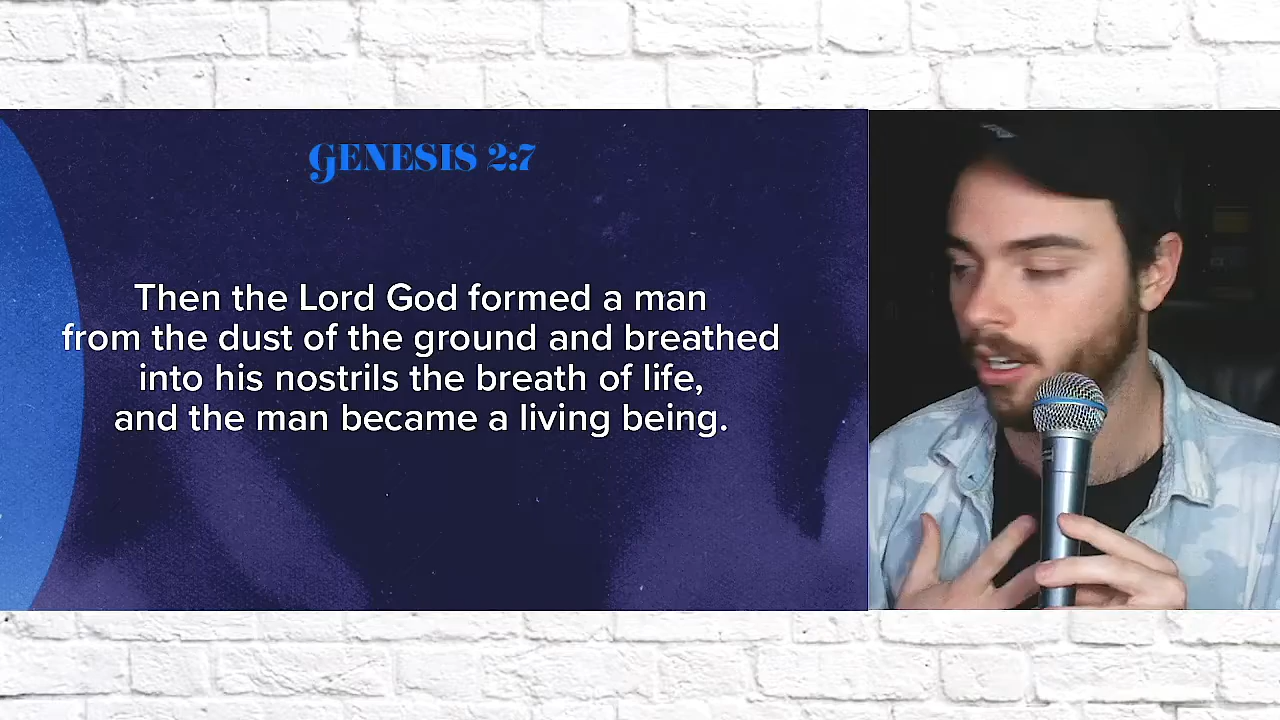 GENESIS 2:7
Then the Lord God formed a man
from the dust of the ground and breathed
into his nostrils the breath of life,
and the man became a living being.